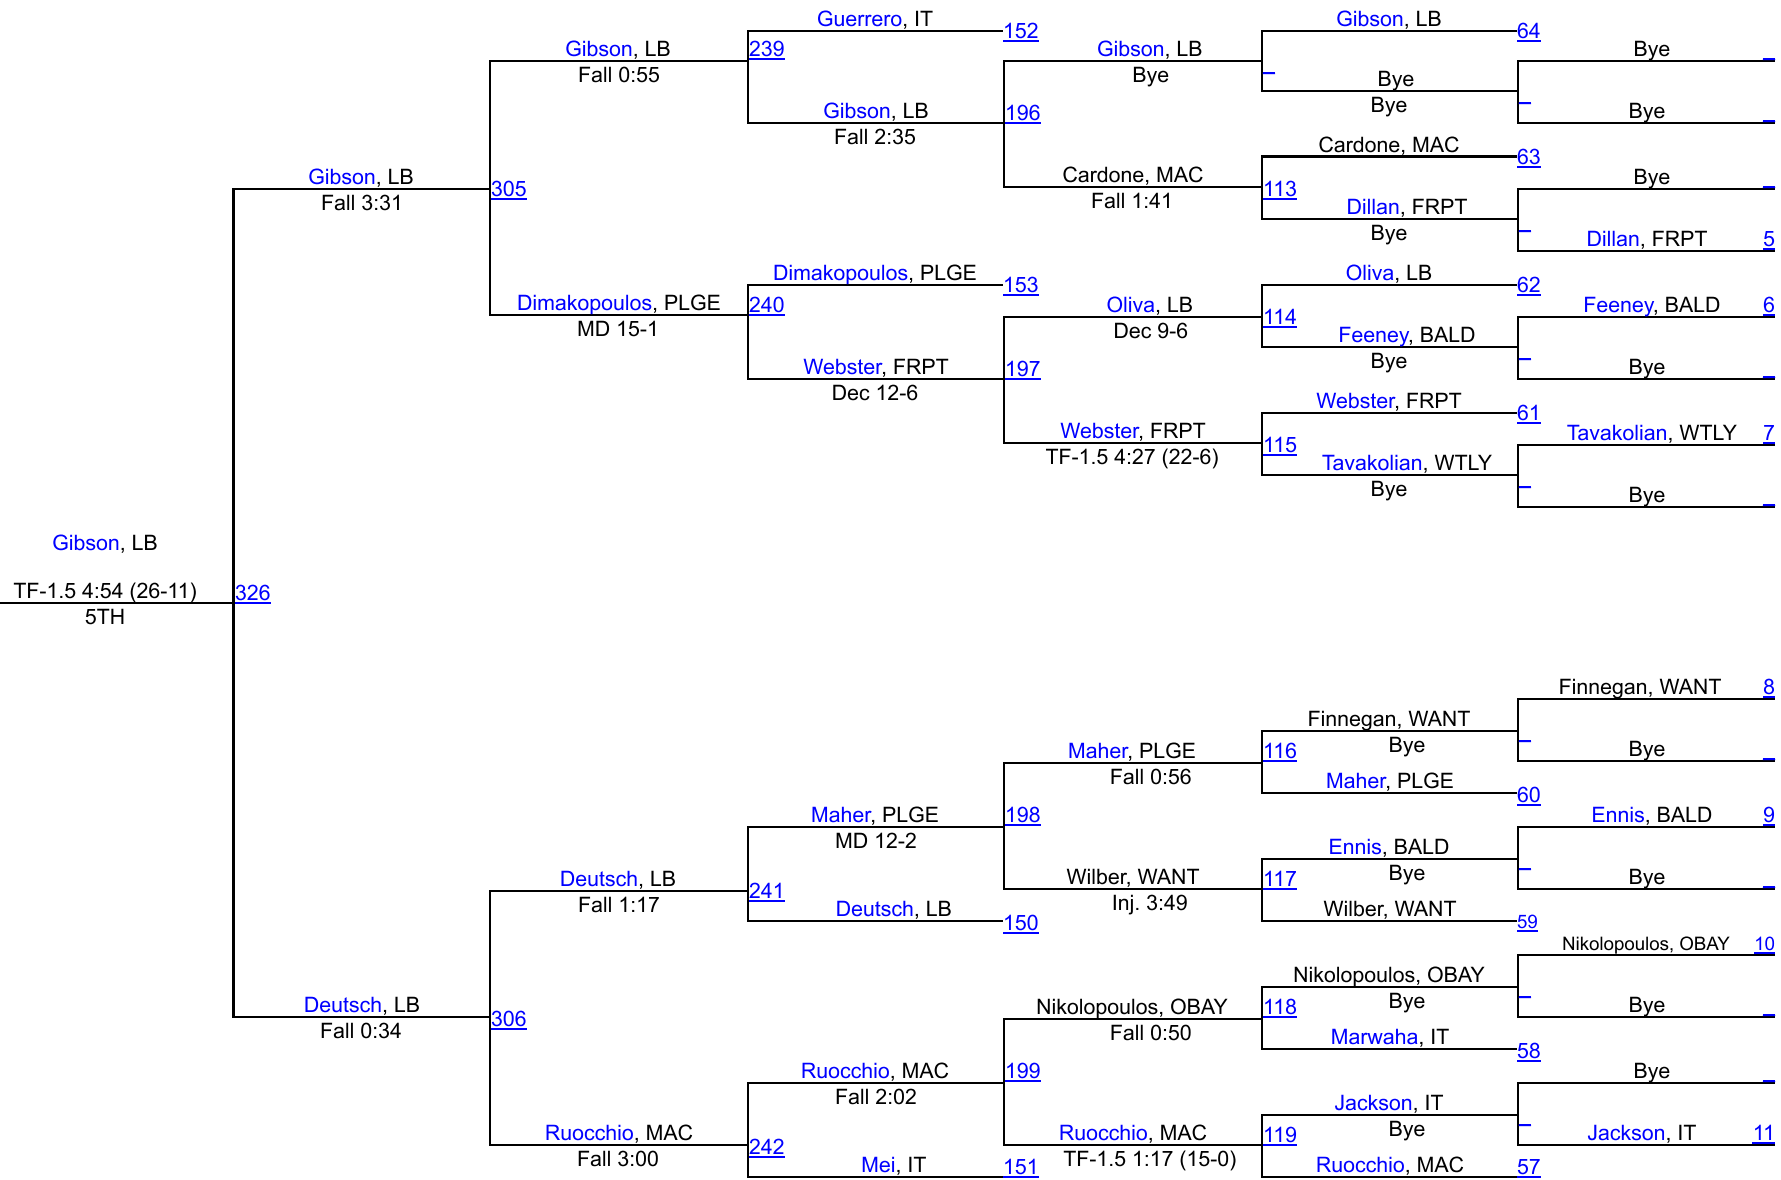 Guerrero, IT
152
Gibson, LB
64
Bye
Gibson, LB
Fall 0:55
239
Gibson, LB
Bye
Bye
Bye
Gibson, LB
Fall 2:35
196
Bye
Cardone, MAC
63
Gibson, LB
Fall 3:31
305
Cardone, MAC
Fall 1:41
113
Bye
Dillan, FRPT
Bye
Dillan, FRPT
5
Dimakopoulos, PLGE
153
Oliva, LB
62
Dimakopoulos, PLGE
MD 15-1
240
Oliva, LB
Dec 9-6
114
Feeney, BALD
6
Feeney, BALD
Bye
Webster, FRPT
Dec 12-6
197
Bye
Webster, FRPT
61
Webster, FRPT
TF-1.5 4:27 (22-6)
115
Tavakolian, WTLY
7
Tavakolian, WTLY
Bye
Bye
Gibson, LB
TF-1.5 4:54 (26-11)
5TH
326
Finnegan, WANT
8
Finnegan, WANT
Bye
Maher, PLGE
Fall 0:56
116
Bye
Maher, PLGE
60
Maher, PLGE
MD 12-2
198
Ennis, BALD
9
Ennis, BALD
Bye
Deutsch, LB
Fall 1:17
241
Wilber, WANT
Inj. 3:49
117
Bye
Deutsch, LB
150
Wilber, WANT
59
Nikolopoulos, OBAY
10
Nikolopoulos, OBAY
Bye
Deutsch, LB
Fall 0:34
306
Nikolopoulos, OBAY
Fall 0:50
118
Bye
Marwaha, IT
58
Ruocchio, MAC
Fall 2:02
199
Bye
Jackson, IT
Bye
Ruocchio, MAC
Fall 3:00
242
Ruocchio, MAC
TF-1.5 1:17 (15-0)
119
Jackson, IT
11
Mei, IT
151
Ruocchio, MAC
57